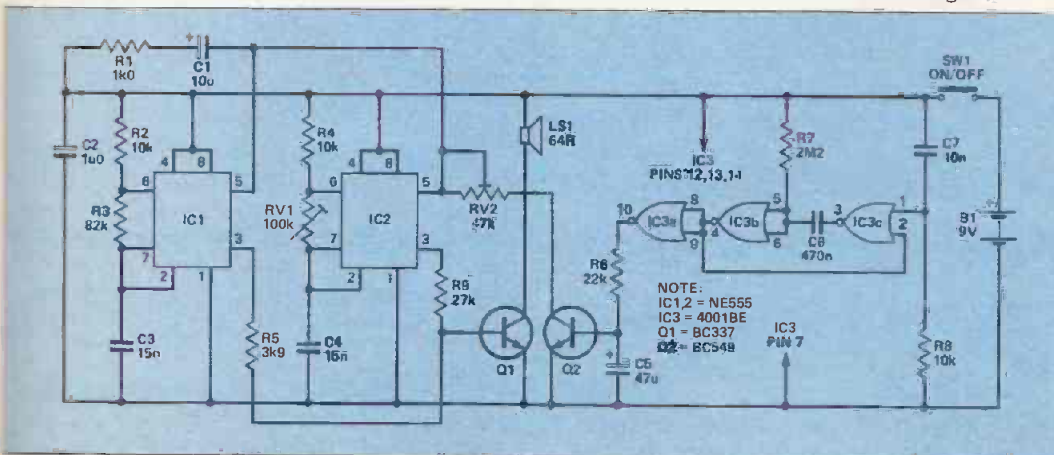 R1
1k0
C1
10u
+
C2
1u0
R2
10k
R3
82k
C3
15n
4 8
6
5
IC1
3
7
2
1
R5
3k9
R4
10k
RV1
100k
C4
15n
4 8
6
5
IC2
3
7
2
1
RV2
47k
R9
27k
LS1
64R
Q1
Q2
IC3
PINS 12,13,14
R7
2M2
10
IC3a
8
9
4
IC3b
5
6
C6
470n
3
IC3c
1
2
R6
22k
C5
47u
+
NOTE:
IC1,2 = NE555
IC3 = 4001BE
Q1 = BC337
Q2 = BC549
IC3
PIN 7
SW1
ON/OFF
C7
10n
R8
10k
B1
9V
+